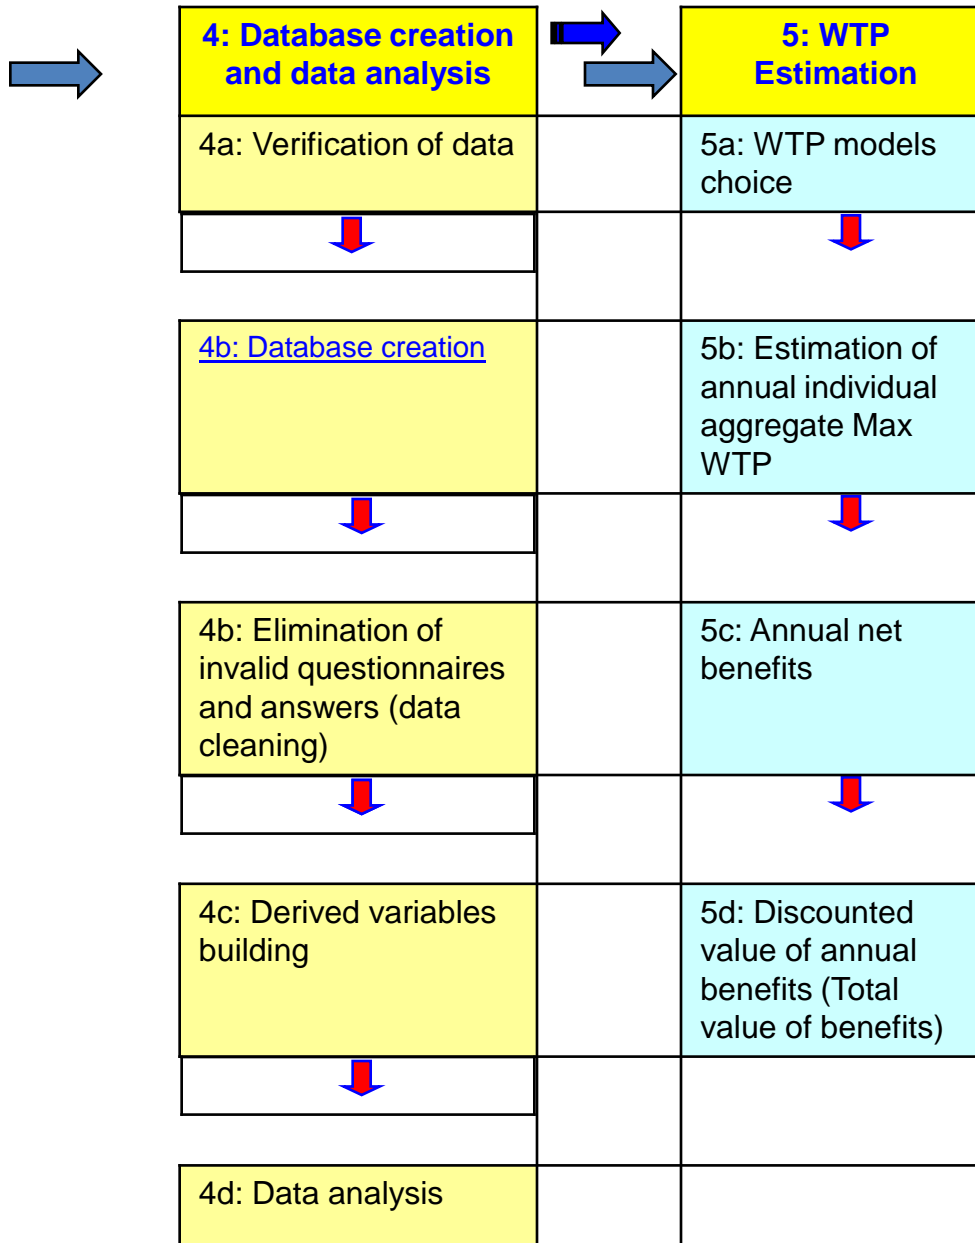 4: Database creation
and data analysis
5: WTP
Estimation
4a: Verification of data
5a: WTP models
choice
4b: Database creation
5b: Estimation of
annual individual
aggregate Max
WTP
4b: Elimination of
invalid questionnaires
and answers (data
cleaning)
5c: Annual net
benefits
4c: Derived variables
building
5d: Discounted
value of annual
benefits (Total
value of benefits)
4d: Data analysis